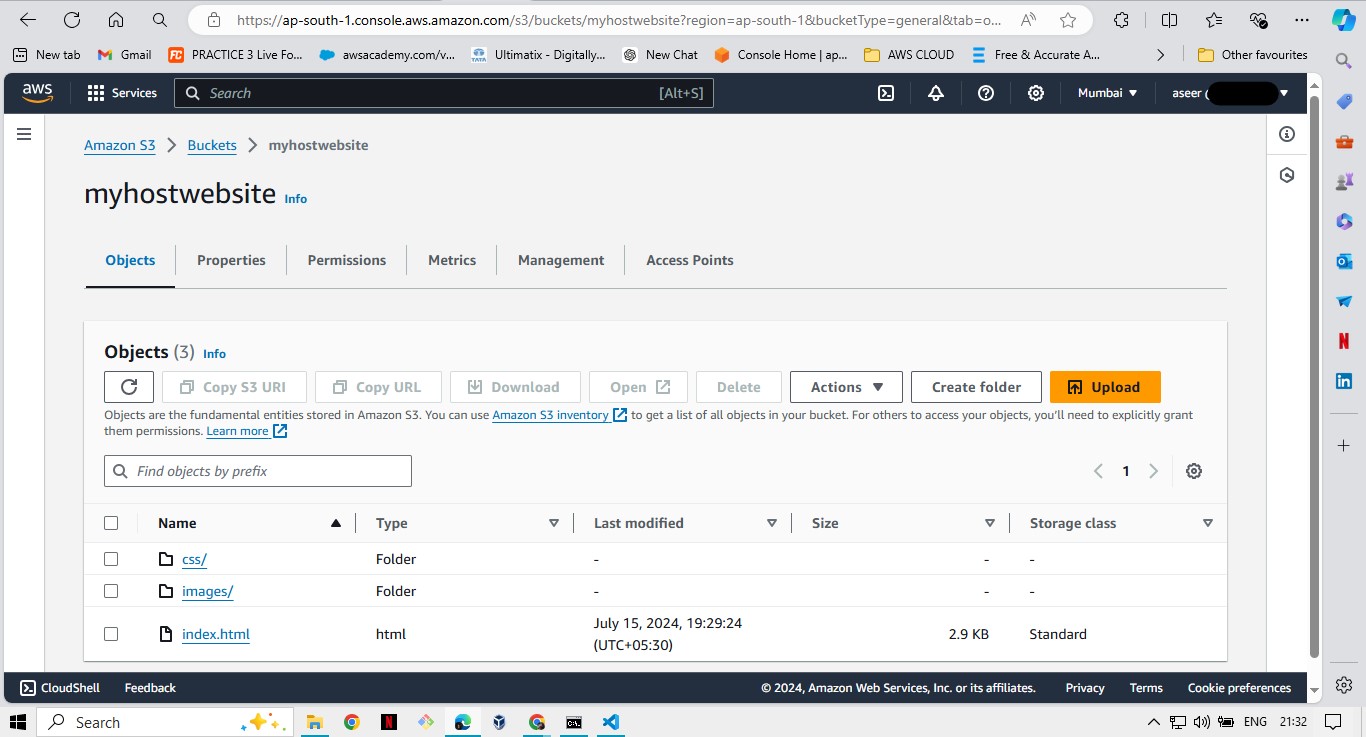 https://ap-south-1.console.aws.amazon.com/s3/buckets/myhostwebsite?region=ap-south-1&bucketType=general&tab=o...
New tab Gmail FC PRACTICE 3 Live Fo... awsacademy.com/v... TATA Ultimatix - Digitally... New Chat Console Home | ap... AWS CLOUD Free & Accurate A... Other favourites
aws Services Search [Alt+S] Mumbai aseer
Amazon S3 Buckets myhostwebsite
myhostwebsite Info
Objects Properties Permissions Metrics Management Access Points
Objects (3) Info
Copy S3 URI Copy URL Download Open Delete Actions Create folder Upload
Objects are the fundamental entities stored in Amazon S3. You can use Amazon S3 inventory to get a list of all objects in your bucket. For others to access your objects, you'll need to explicitly grant
them permissions. Learn more
Find objects by prefix 1
Name Type Last modified Size Storage class
css/ Folder - - -
images/ Folder - - -
index.html html July 15, 2024, 19:29:24 (UTC+05:30) 2.9 KB Standard
CloudShell Feedback © 2024, Amazon Web Services, Inc. or its affiliates. Privacy Terms Cookie preferences
Search ENG 21:32